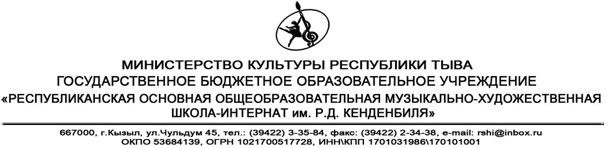 МИНИСТЕРСТВО КУЛЬТУРЫ РЕСПУБЛИКИ ТЫВА
ГОСУДАРСТВЕННОЕ БЮДЖЕТНОЕ ОБРАЗОВАТЕЛЬНОЕ УЧРЕЖДЕНИЕ
«РЕСПУБЛИКАНСКАЯ ОСНОВНАЯ ОБЩЕОБРАЗОВАТЕЛЬНАЯ МУЗЫКАЛЬНО-ХУДОЖЕСТВЕННАЯ
ШКОЛА-ИНТЕРНАТ им. Р.Д. КЕНДЕНБИЛЯ»
667000, г.Кызыл, ул.Чульдум 45, тел.: (39422) 3-35-84, факс: (39422) 2-34-38, e-mail: rshi@inbox.ru
ОКПО 53684139, ОГРН 1021700517728, ИНН\КПП 1701031986\170101001